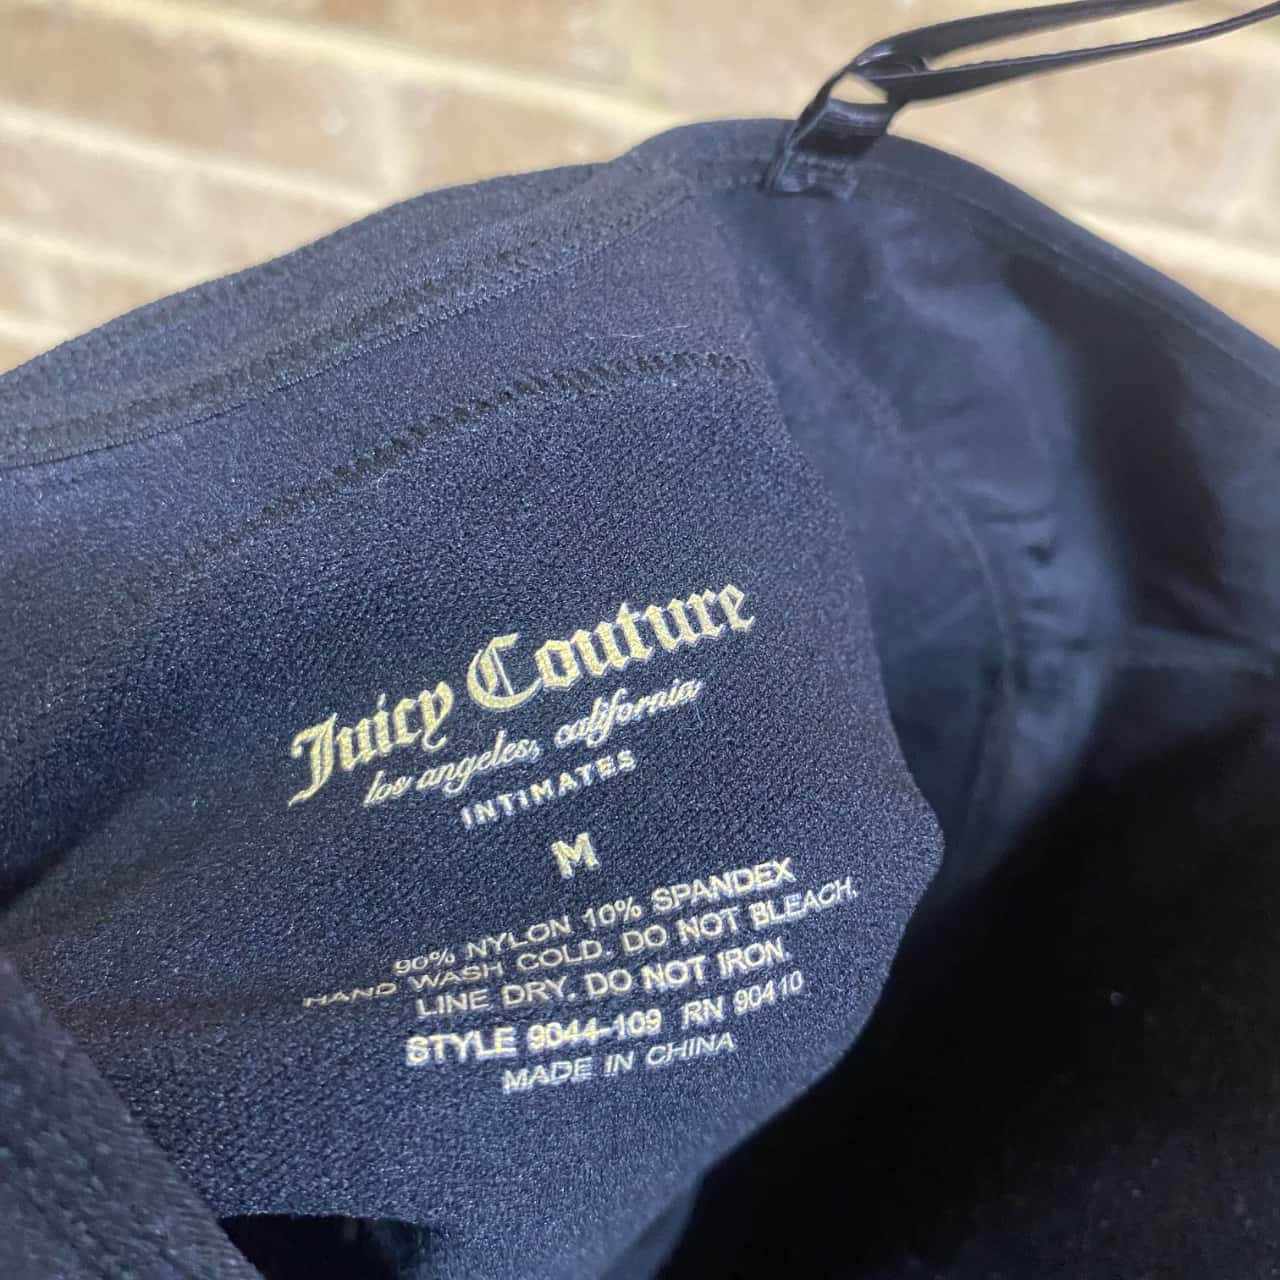 Juicy Couture
los angeles, california
INTIMATES
M
90% NYLON 10% SPANDEX
HAND WASH COLD. DO NOT BLEACH.
LINE DRY. DO NOT IRON.
STYLE 9044-109 RN 90410
MADE IN CHINA